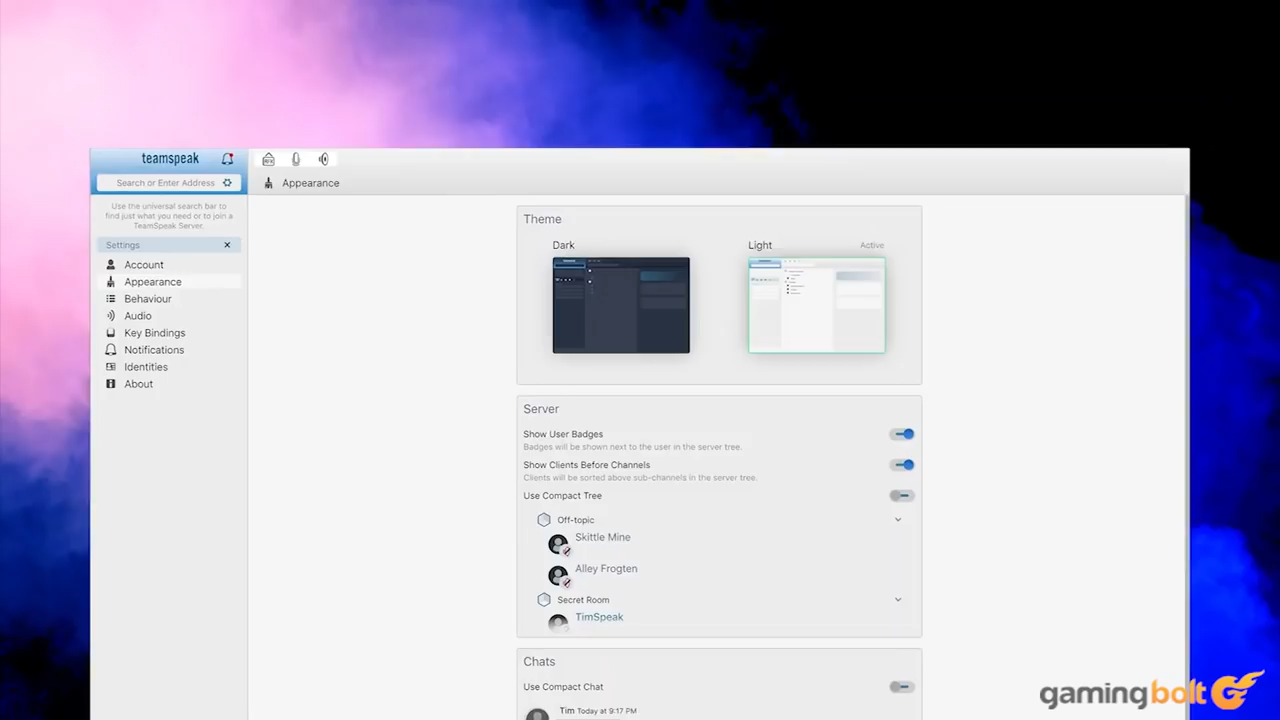 teamspeak
Search or Enter Address
Use the universal search bar to
find just what you need or to join a
TeamSpeak Server.
Settings
Account
Appearance
Behaviour
Audio
Key Bindings
Notifications
Identities
About
Appearance
Theme
Dark
Light
Active
Server
Show User Badges
Badges will be shown next to the user in the server tree.
Show Clients Before Channels
Clients will be sorted above sub-channels in the server tree.
Use Compact Tree
Off-topic
Skittle Mine
Alley Frogten
Secret Room
TimSpeak
Chats
Use Compact Chat
Tim Today at 9:17 PM
gamingbolt